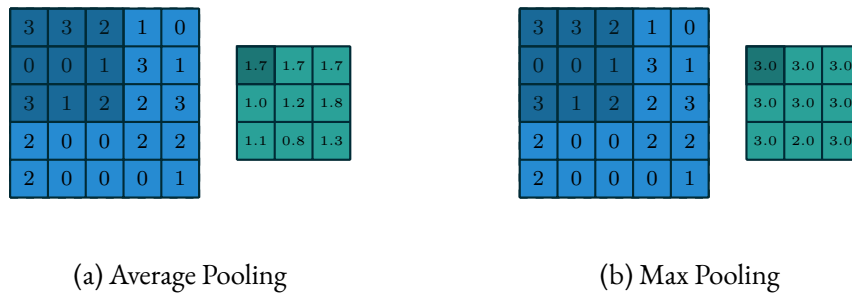 3 3 2 1 0 3 3 2 1 0
0 0 1 3 1 1.7 1.7 1.7 0 0 1 3 1 3.0 3.0 3.0
3 1 2 2 3 1.0 1.2 1.8 3 1 2 2 3 3.0 3.0 3.0
2 0 0 2 2 1.1 0.8 1.3 2 0 0 2 2 3.0 2.0 3.0
2 0 0 0 1 2 0 0 0 1
(a) Average Pooling (b) Max Pooling